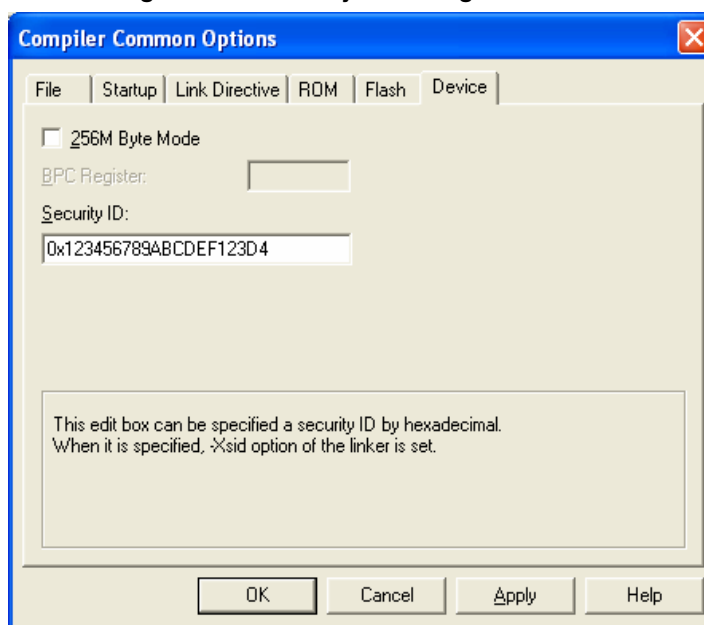 Compiler Common Options
File Startup Link Directive ROM Flash Device
256M Byte Mode
BPC Register:
Security ID:
0x123456789ABCDEF123D4
This edit box can be specified a security ID by hexadecimal.
When it is specified, -Xsid option of the linker is set.
OK Cancel Apply Help